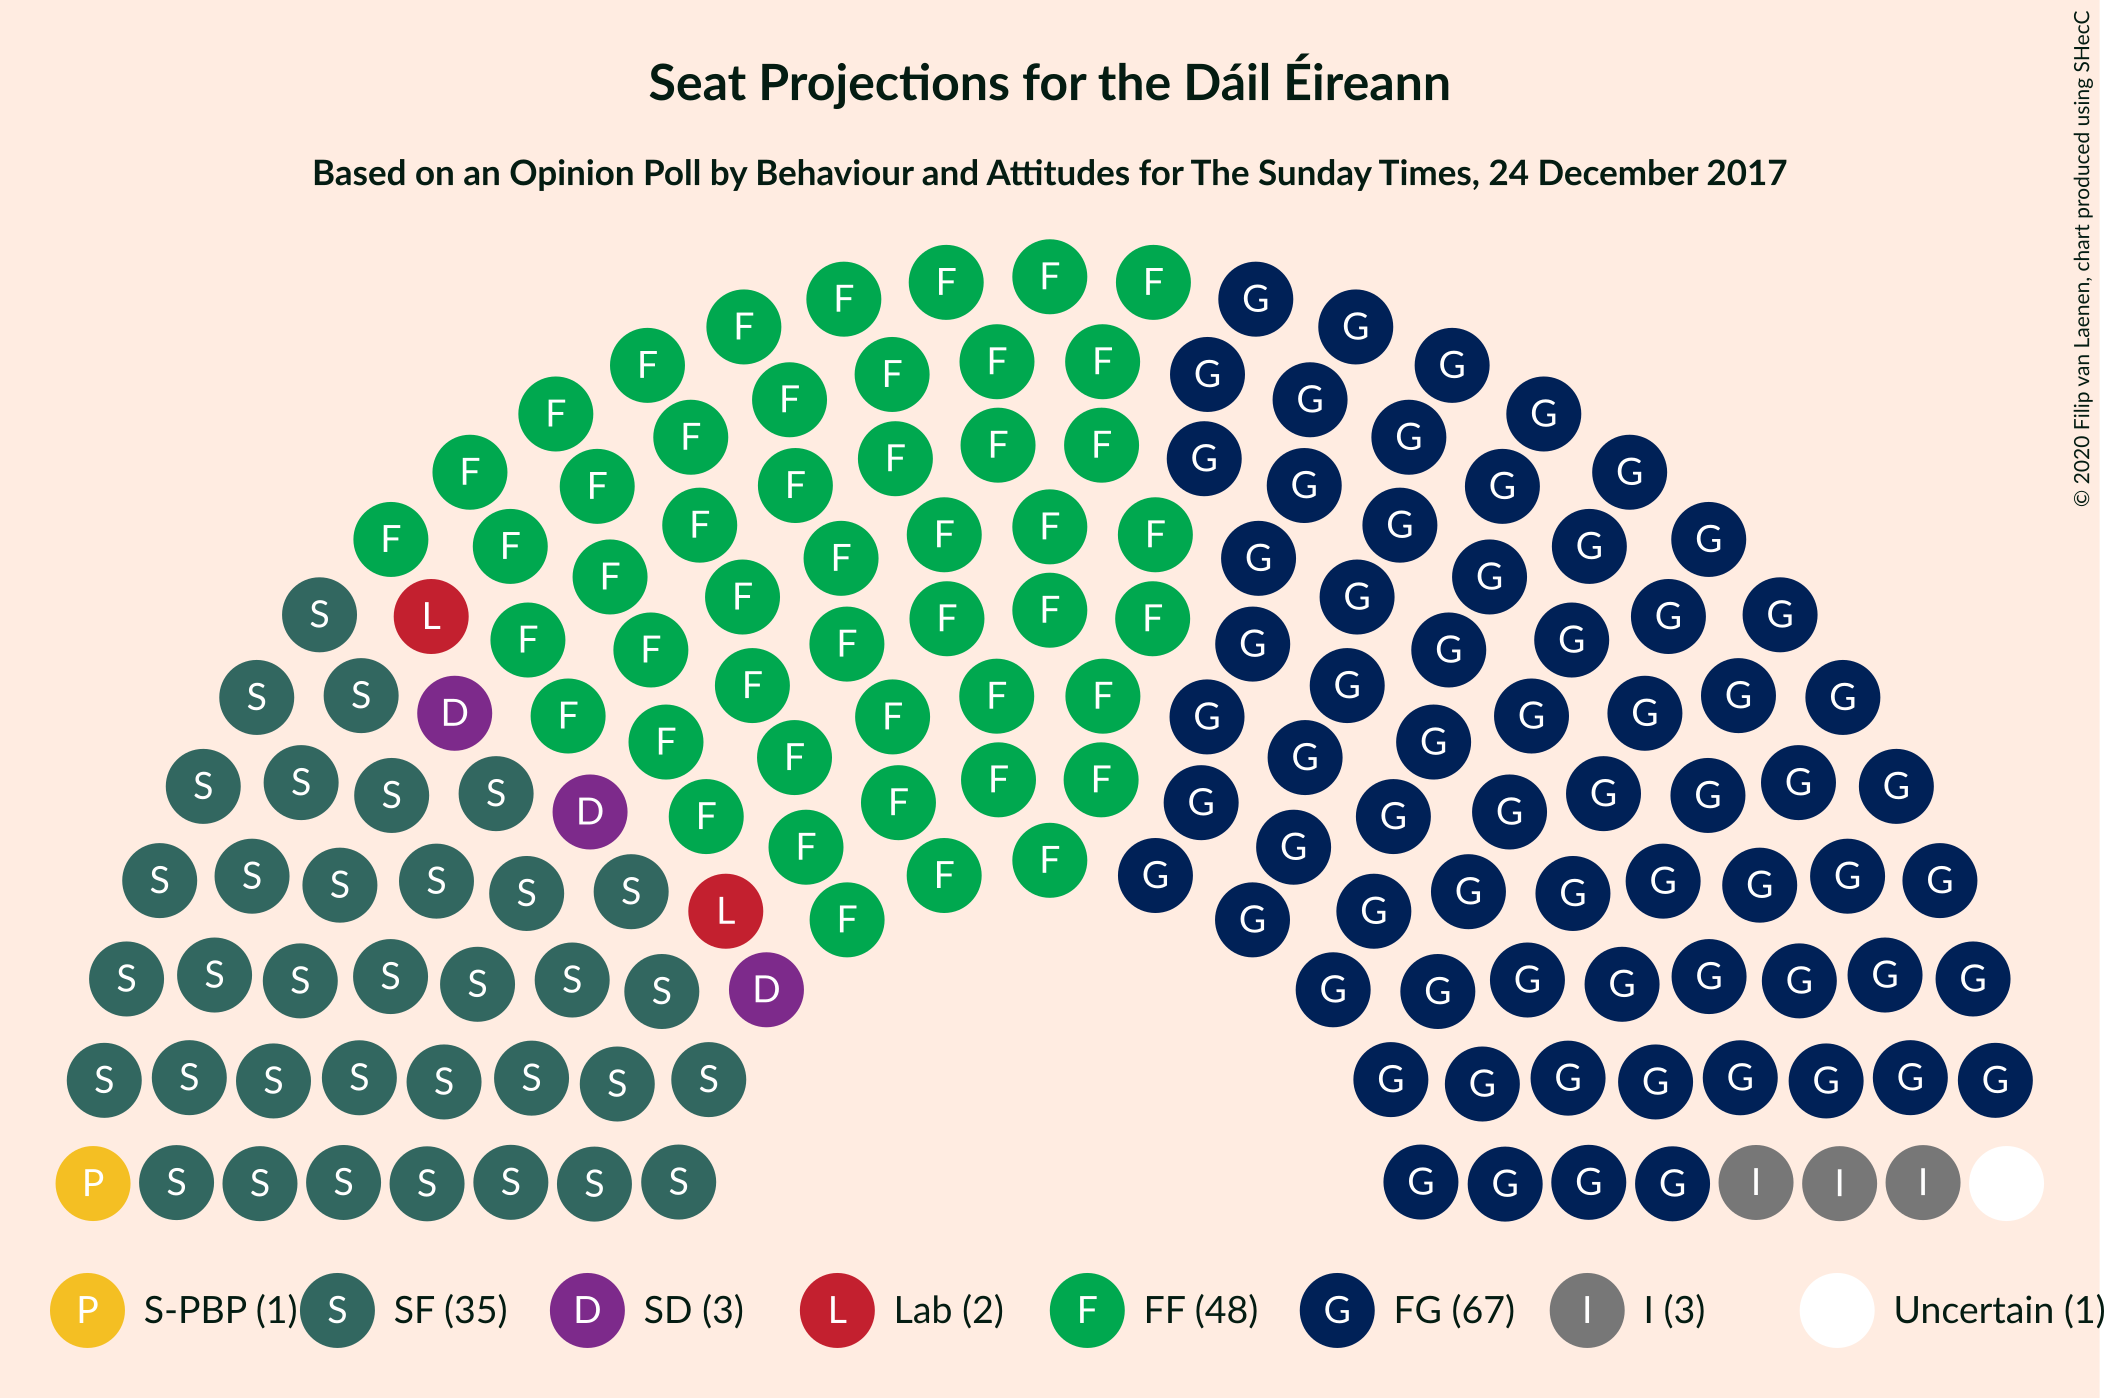 Seat Projections for the Dáil Éireann
Based on an Opinion Poll by Behaviour and Attitudes for The Sunday Times, 24 December 2017
© 2020 Filip van Laenen, chart produced using SHecC
F F F
F F G
F G
F F F F G
F G G
F F F F G G
F G
F F F G G G
F F F F F G G G G
F F G G
F F F F G G
F F F G G G
S L F F F F F G G G G G G
S S D F F F F F G G G G G G
F F G G
S S S S D F F F F G G G G G G G G
S S S S S S L F F F G G G G G G G G G
F G
S S S S S S S D G G G G G G G G
S S S S S S S S G G G G G G G G
P S S S S S S S G G G G I I I
P S-PBP (1) S SF (35) D SD (3) L Lab (2) F FF (48) G FG (67) I I (3) Uncertain (1)